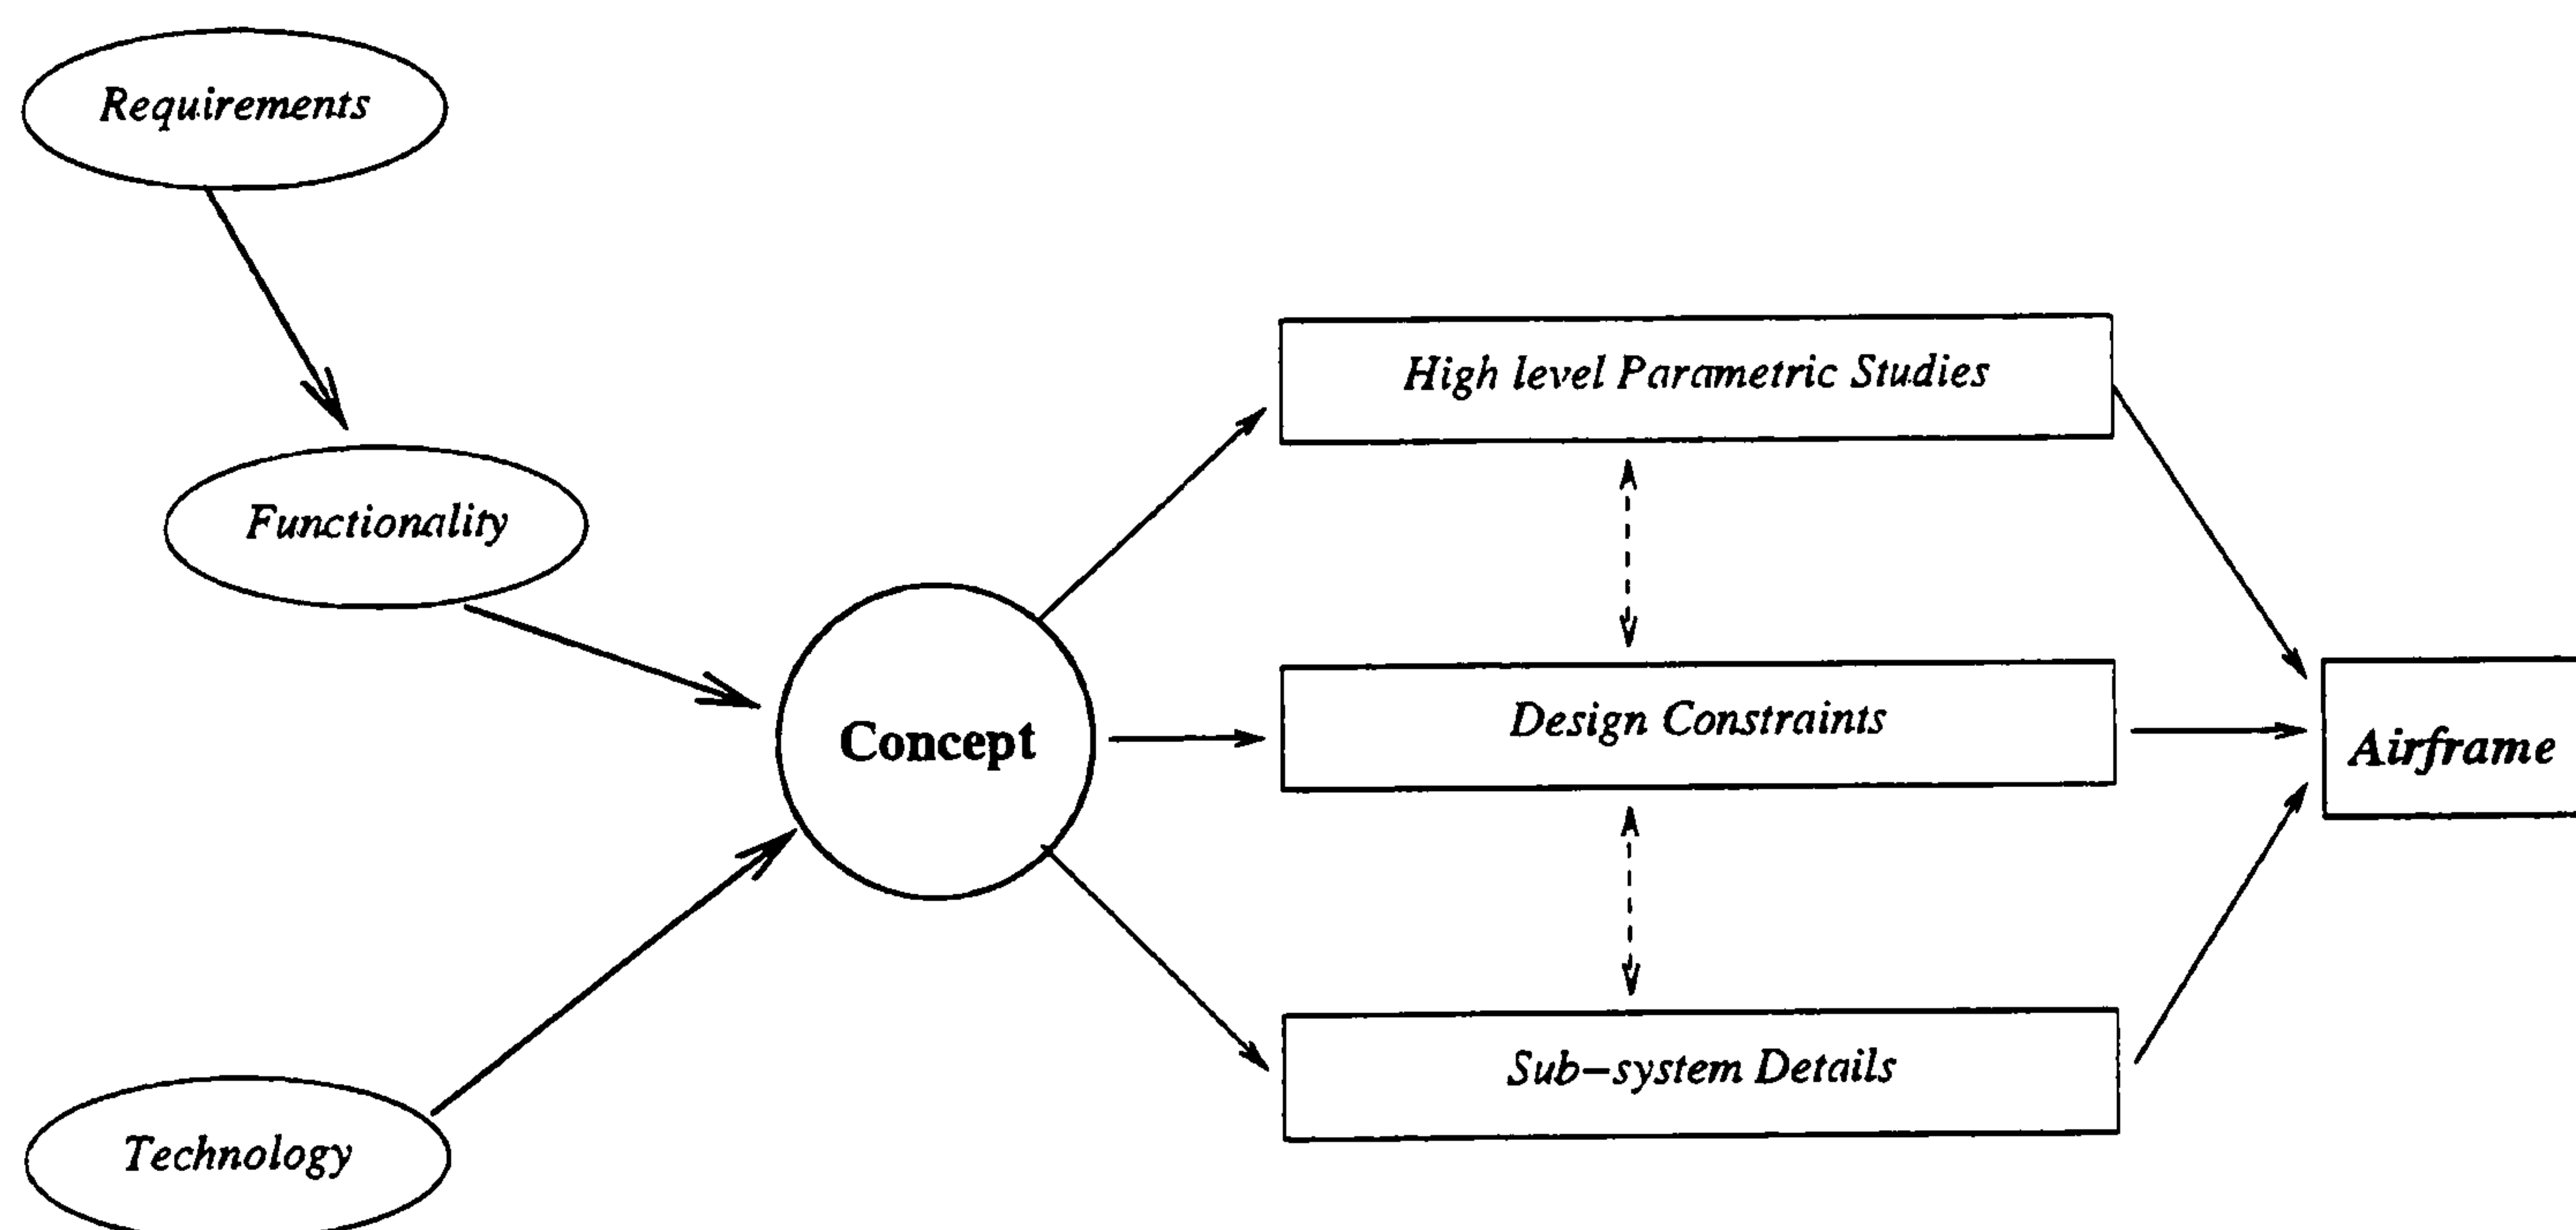 Requirements
Functionality
Technology
Concept
High level Parametric Studies
Design Constraints
Sub-system Details
Airframe